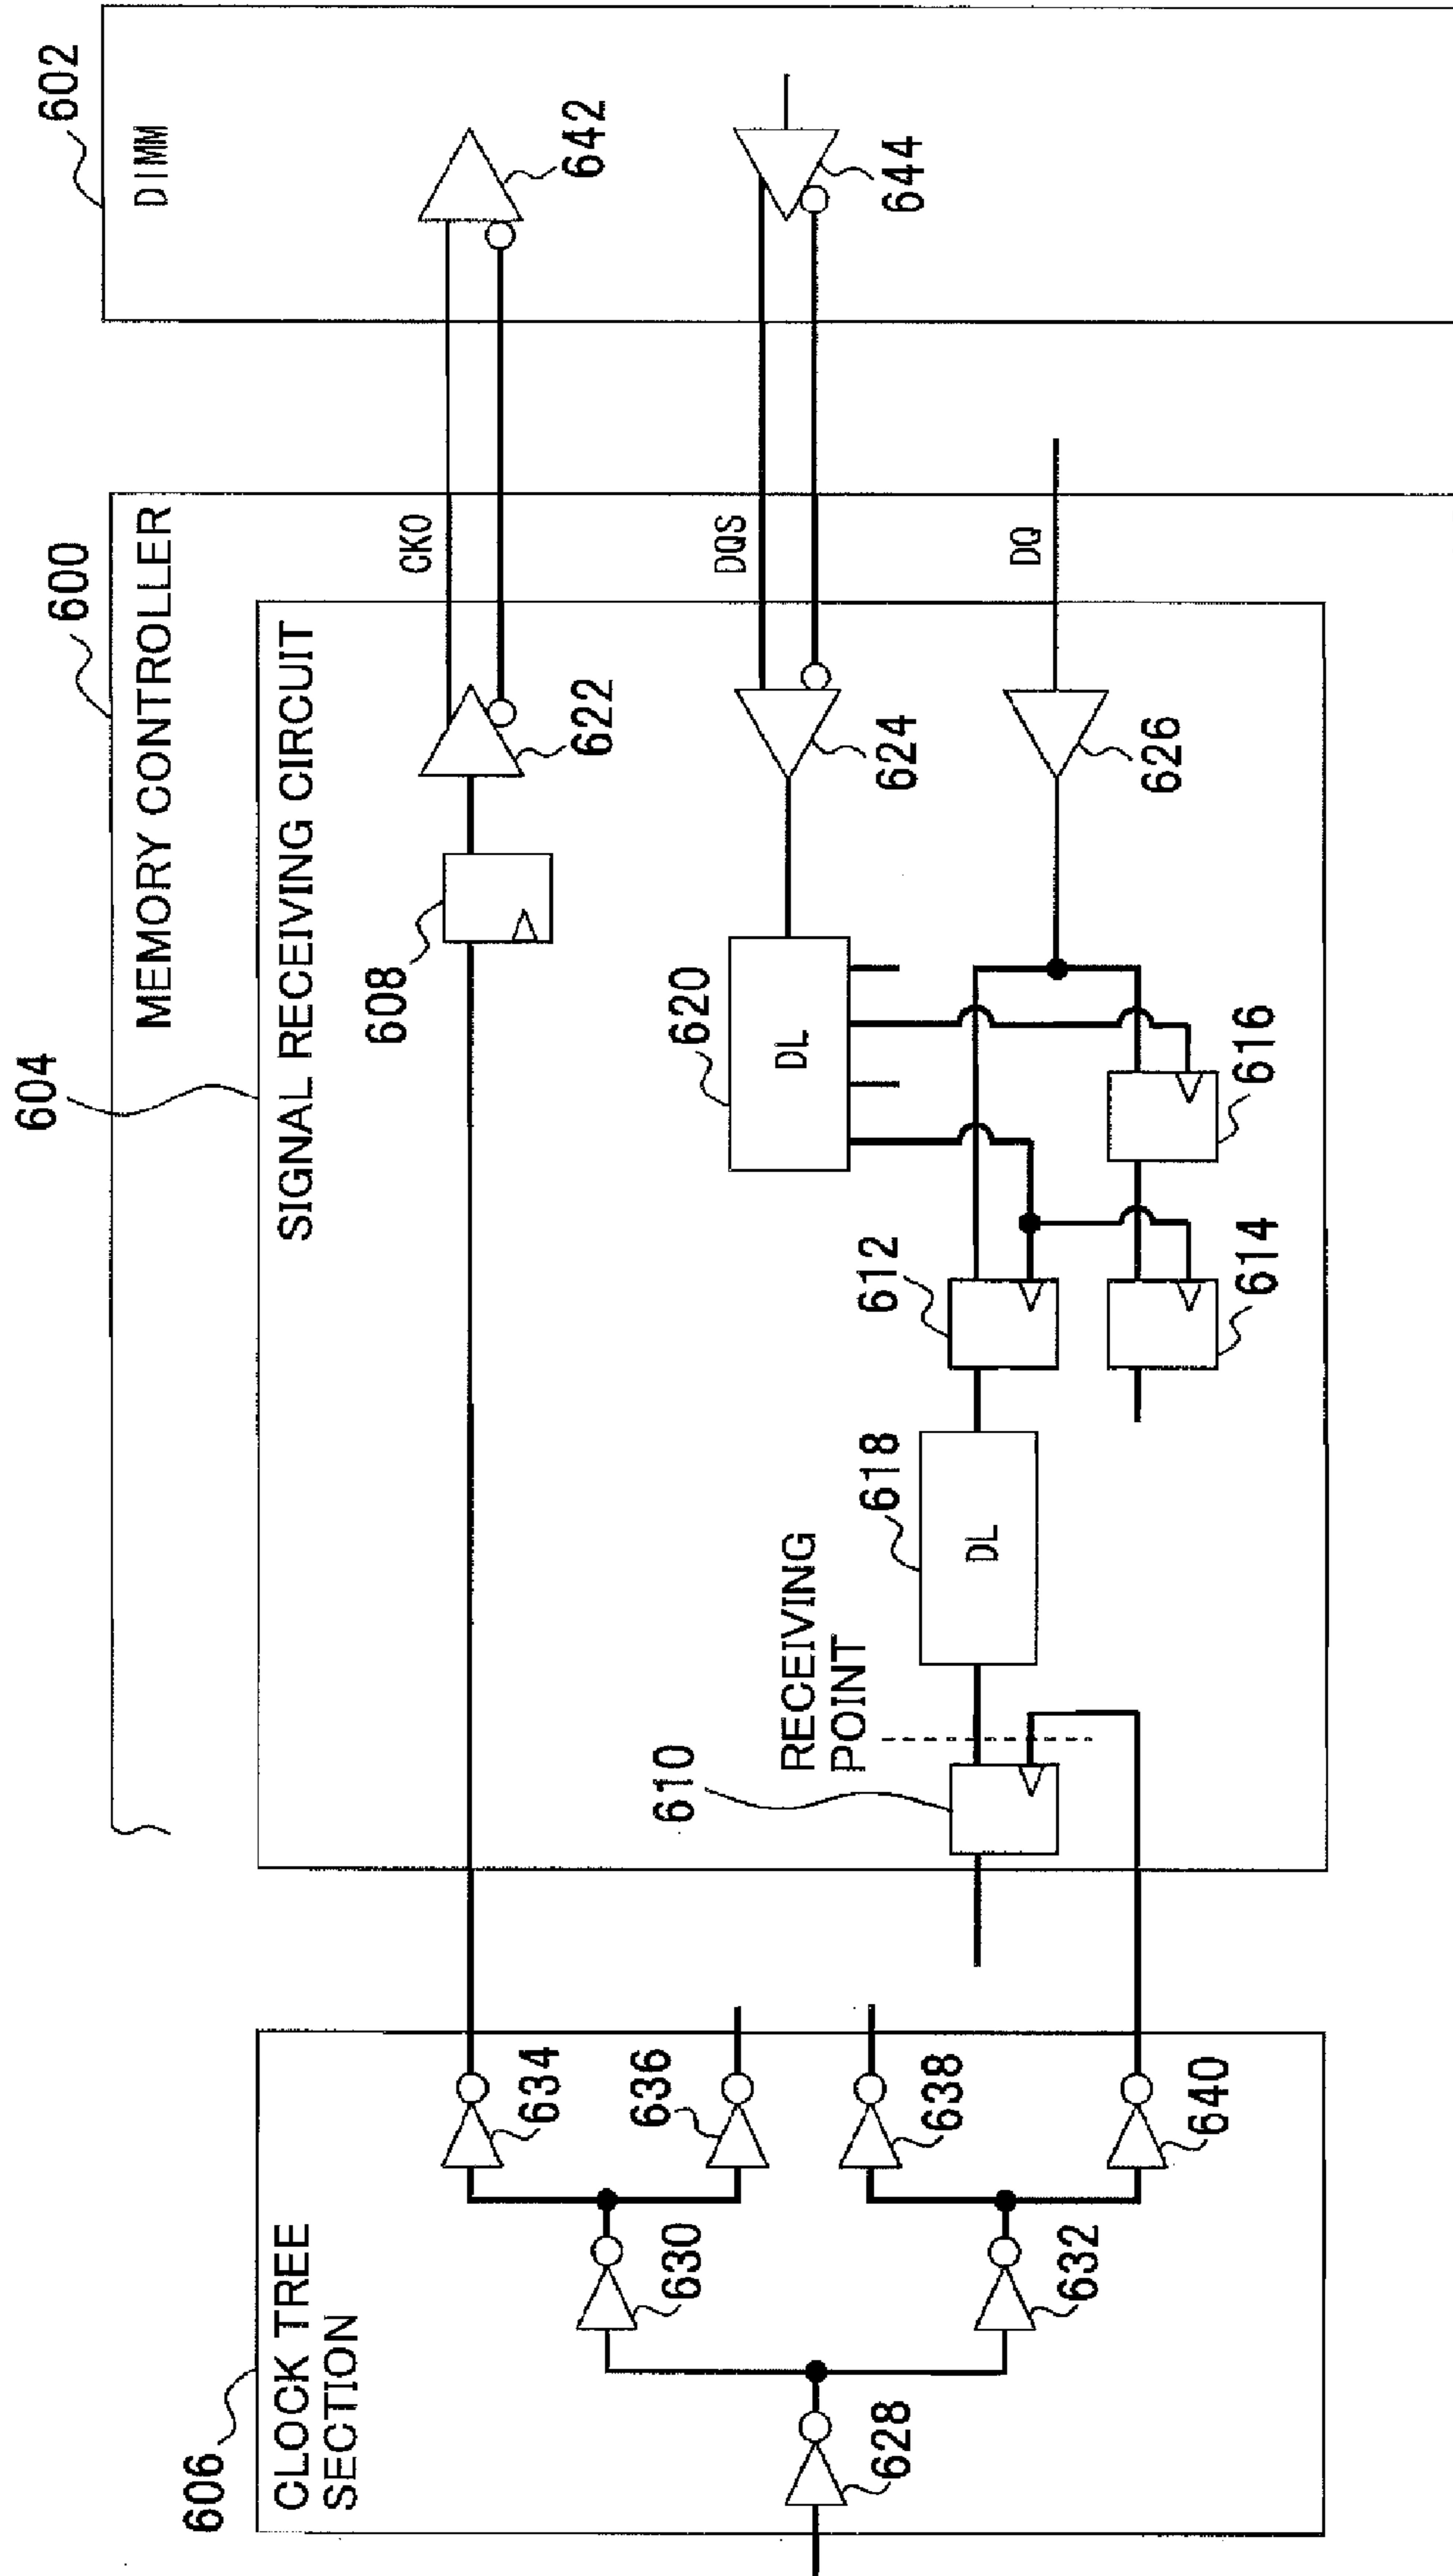 600
602
604
MEMORY CONTROLLER
DIMM
606
CLOCK TREE
SECTION
SIGNAL RECEIVING CIRCUIT
CK0
608
622
642
634
630
636
628
638
632
640
DQS
620
DL
624
644
610
RECEIVING
POINT
618
DL
612
DQ
626
614
616